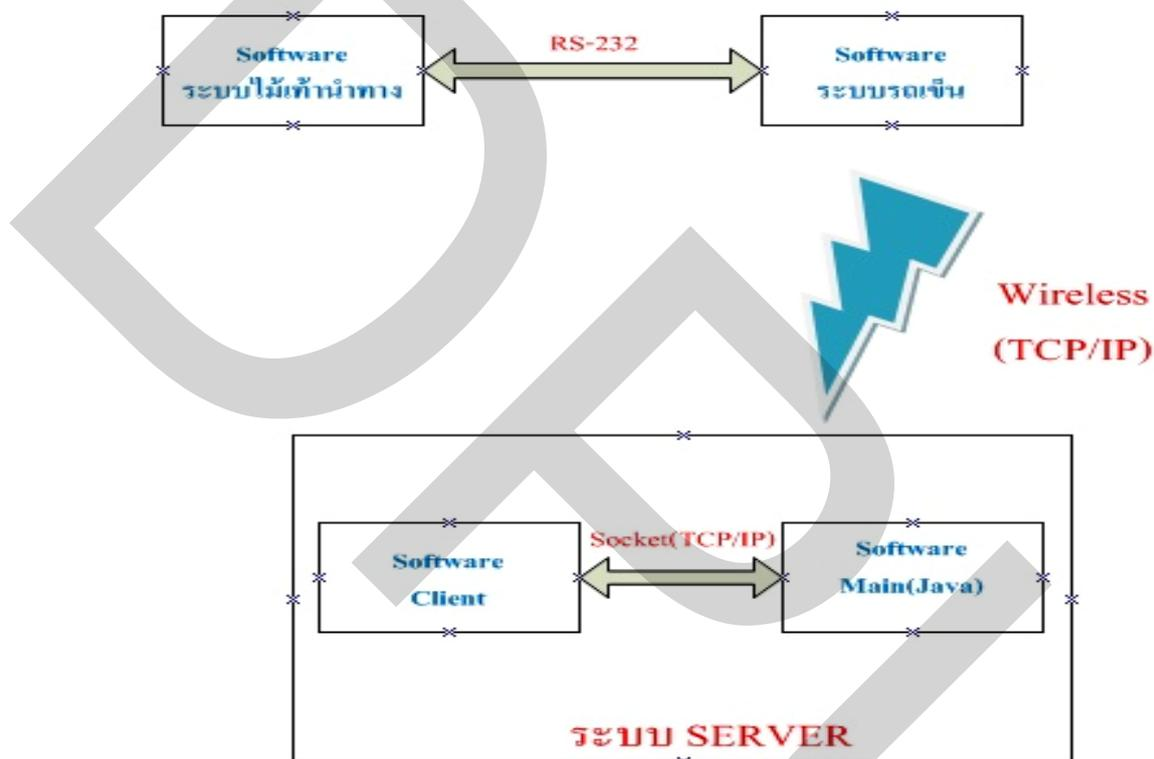 Software
ระบบไม้เท้านำทาง
RS-232
Software
ระบบรถเข็น
Wireless
(TCP/IP)
Software
Client
Socket(TCP/IP)
Software
Main(Java)
ระบบ SERVER